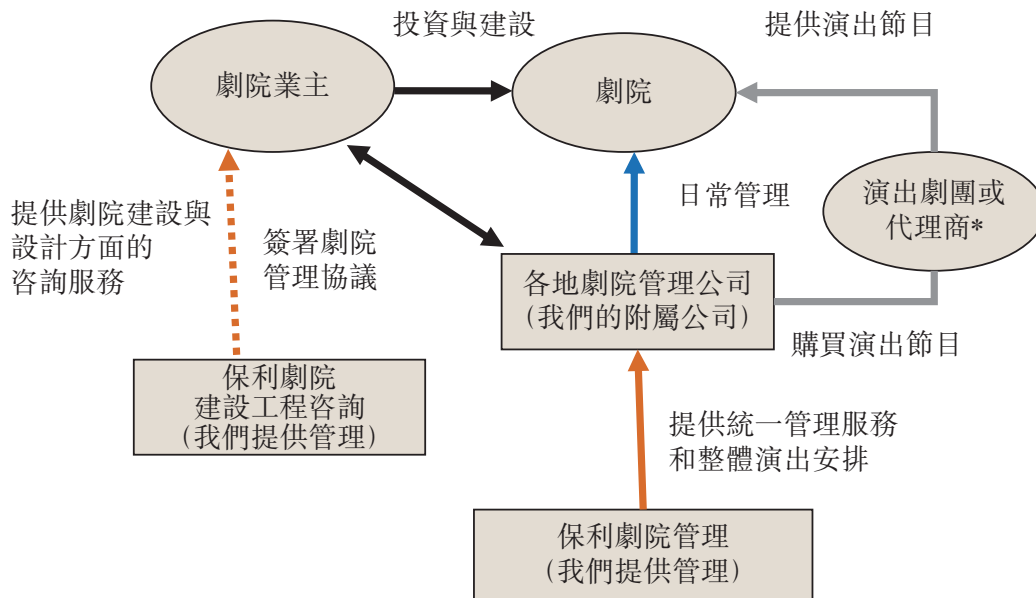 投資與建設
提供演出節目
劇院業主
劇院
演出劇團或
代理商*
日常管理
提供劇院建設與
設計方面的
咨詢服務
簽署劇院
管理協議
各地劇院管理公司
(我們的附屬公司)
購買演出節目
保利劇院
建設工程咨詢
(我們提供管理)
提供統一管理服務
和整體演出安排
保利劇院管理
(我們提供管理)